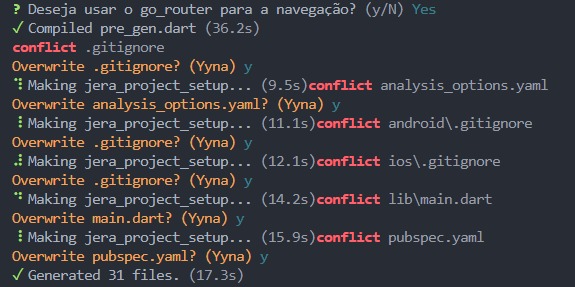 ? Deseja usar o go_router para a navegação? (y/N) Yes
✓ Compiled pre_gen.dart (36.2s)
conflict .gitignore
Overwrite .gitignore? (Yyna) y
⠹ Making jera_project_setup... (9.5s)conflict analysis_options.yaml
Overwrite analysis_options.yaml? (Yyna) y
⠸ Making jera_project_setup... (11.1s)conflict android\.gitignore
Overwrite .gitignore? (Yyna) y
⠼ Making jera_project_setup... (12.1s)conflict ios\.gitignore
Overwrite .gitignore? (Yyna) y
⠙ Making jera_project_setup... (14.2s)conflict lib\main.dart
Overwrite main.dart? (Yyna) y
⠸ Making jera_project_setup... (15.9s)conflict pubspec.yaml
Overwrite pubspec.yaml? (Yyna) y
✓ Generated 31 files. (17.3s)